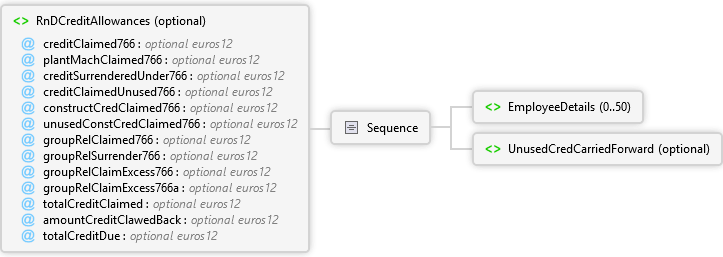 <> RnDCreditAllowances (optional)
@ creditClaimed766 : optional euros12
@ plantMachClaimed766 : optional euros12
@ creditSurrenderedUnder766 : optional euros12
@ creditClaimedUnused766 : optional euros12
@ constructCredClaimed766 : optional euros12
@ unusedConstCredClaimed766 : optional euros12
@ groupRelClaimed766 : optional euros12
@ groupRelSurrender766 : optional euros12
@ groupRelClaimExcess766 : optional euros12
@ groupRelClaimExcess766a : optional euros12
@ totalCreditClaimed : optional euros12
@ amountCreditClawedBack : optional euros12
@ totalCreditDue : optional euros12
Sequence
<> EmployeeDetails (0..50)
<> UnusedCredCarriedForward (optional)